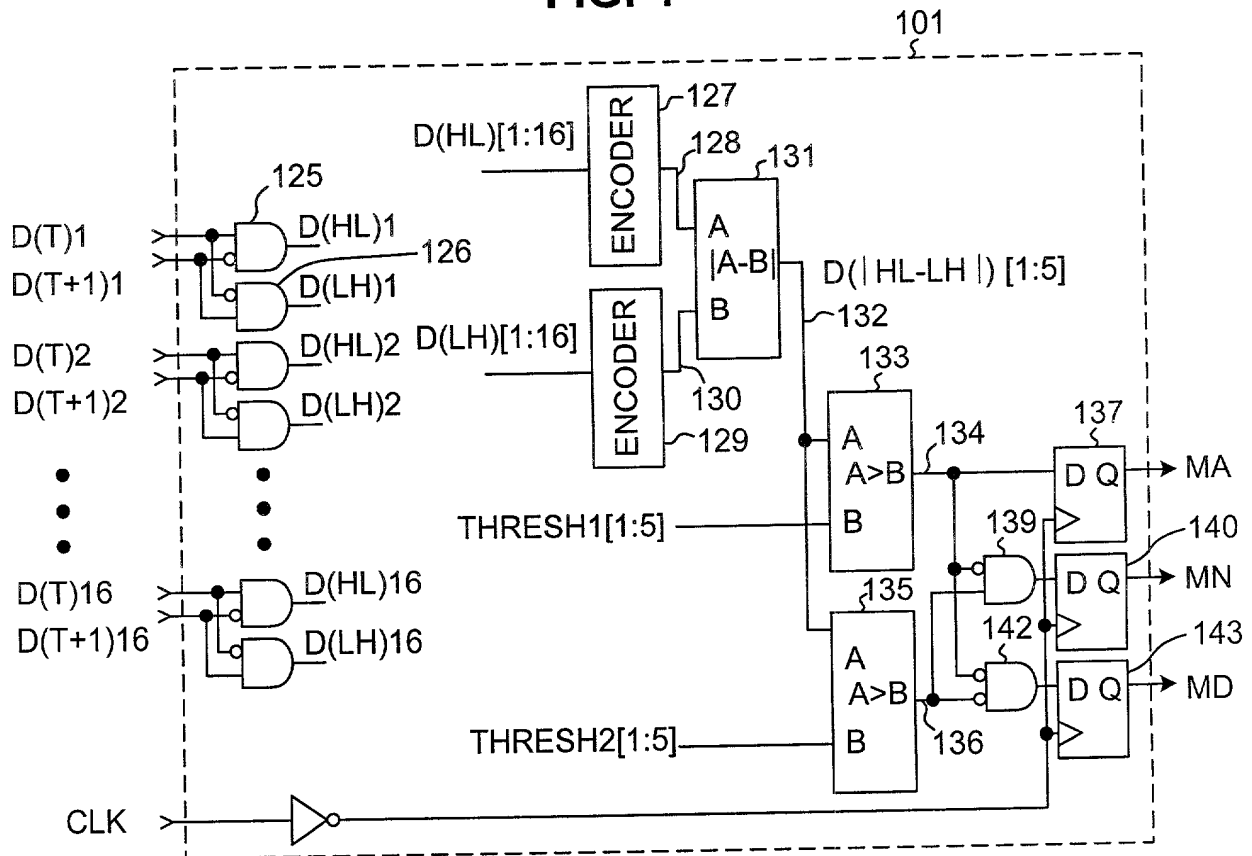 101
D(HL)[1:16]
ENCODER
127
128
131
A
|A-B|
B
D(|HL-LH|) [1:5]
132
D(LH)[1:16]
ENCODER
129
130
125
D(T)1
D(T+1)1
D(HL)1
126
D(LH)1
D(T)2
D(T+1)2
D(HL)2
D(LH)2
D(T)16
D(T+1)16
D(HL)16
D(LH)16
133
A
A>B
B
134
THRESH1[1:5]
135
A
A>B
B
136
THRESH2[1:5]
137
D Q
MA
139
140
D Q
MN
142
143
D Q
MD
CLK